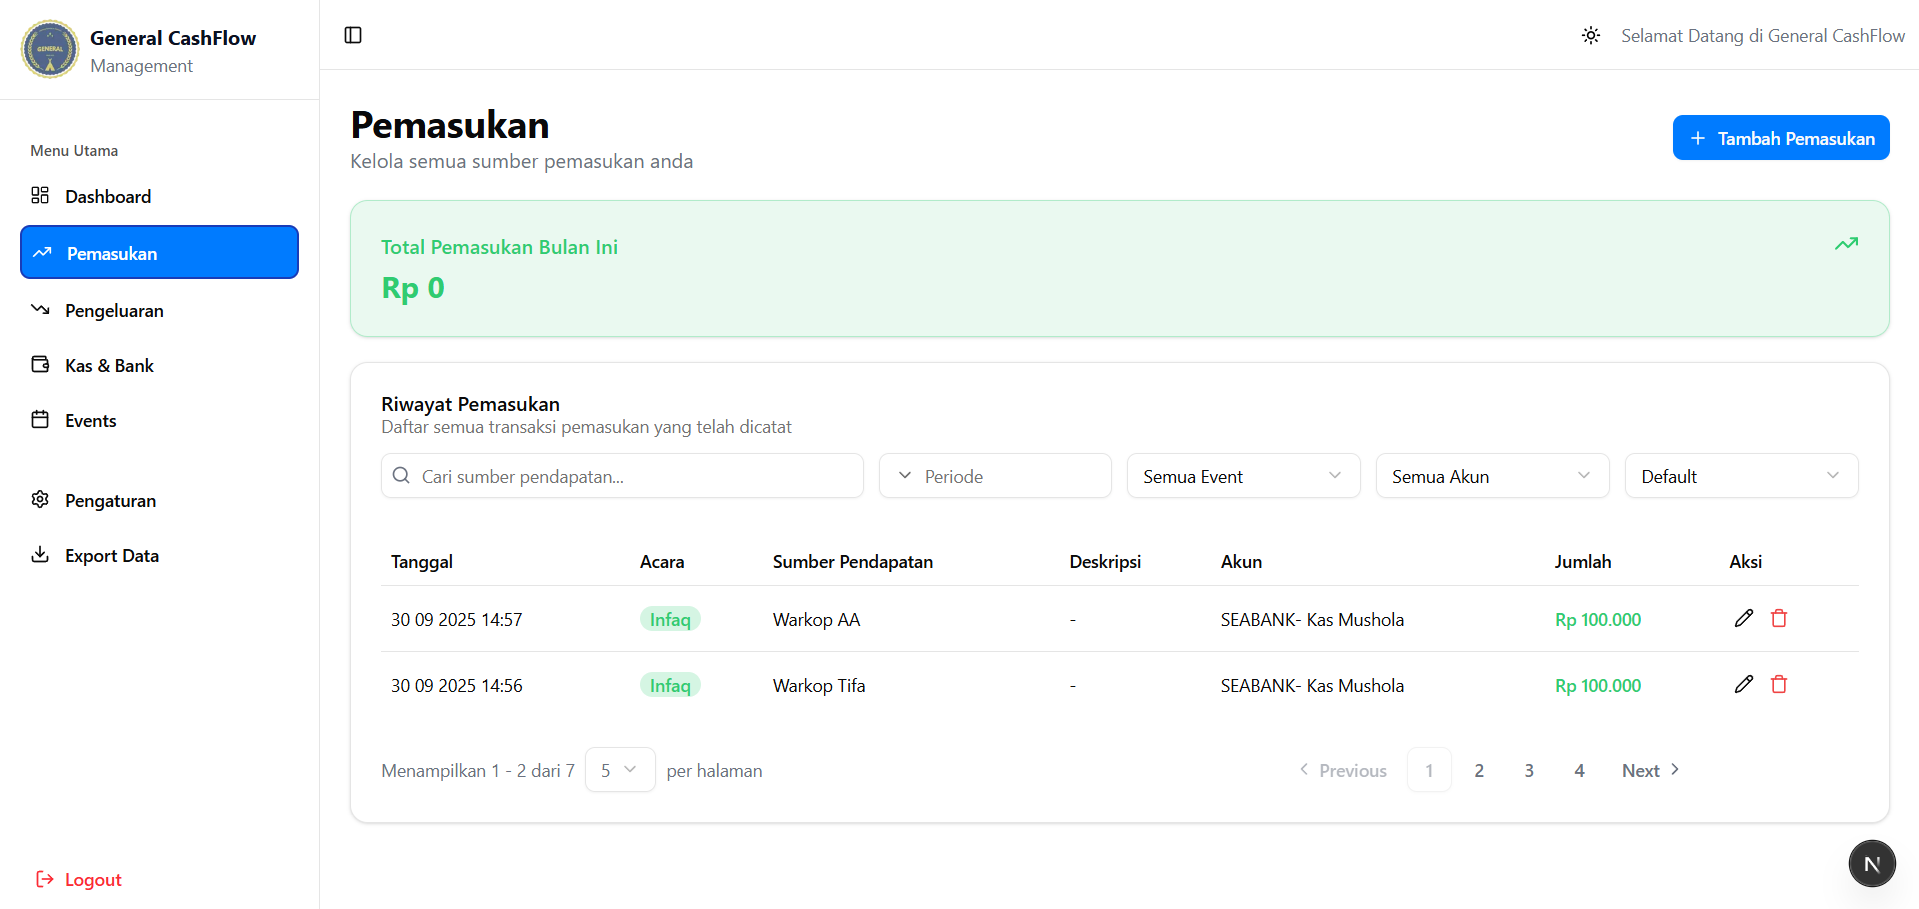 GENERAL
General CashFlow
Management
Selamat Datang di General CashFlow
Menu Utama
Dashboard
Pemasukan
Pengeluaran
Kas & Bank
Events
Pengaturan
Export Data
Logout
Pemasukan
Kelola semua sumber pemasukan anda
+ Tambah Pemasukan
Total Pemasukan Bulan Ini
Rp 0
Riwayat Pemasukan
Daftar semua transaksi pemasukan yang telah dicatat
Cari sumber pendapatan... Periode Semua Event Semua Akun Default
Tanggal Acara Sumber Pendapatan Deskripsi Akun Jumlah Aksi
30 09 2025 14:57 Infaq Warkop AA - SEABANK- Kas Mushola Rp 100.000
30 09 2025 14:56 Infaq Warkop Tifa - SEABANK- Kas Mushola Rp 100.000
Menampilkan 1 - 2 dari 7 5 per halaman Previous 1 2 3 4 Next
N